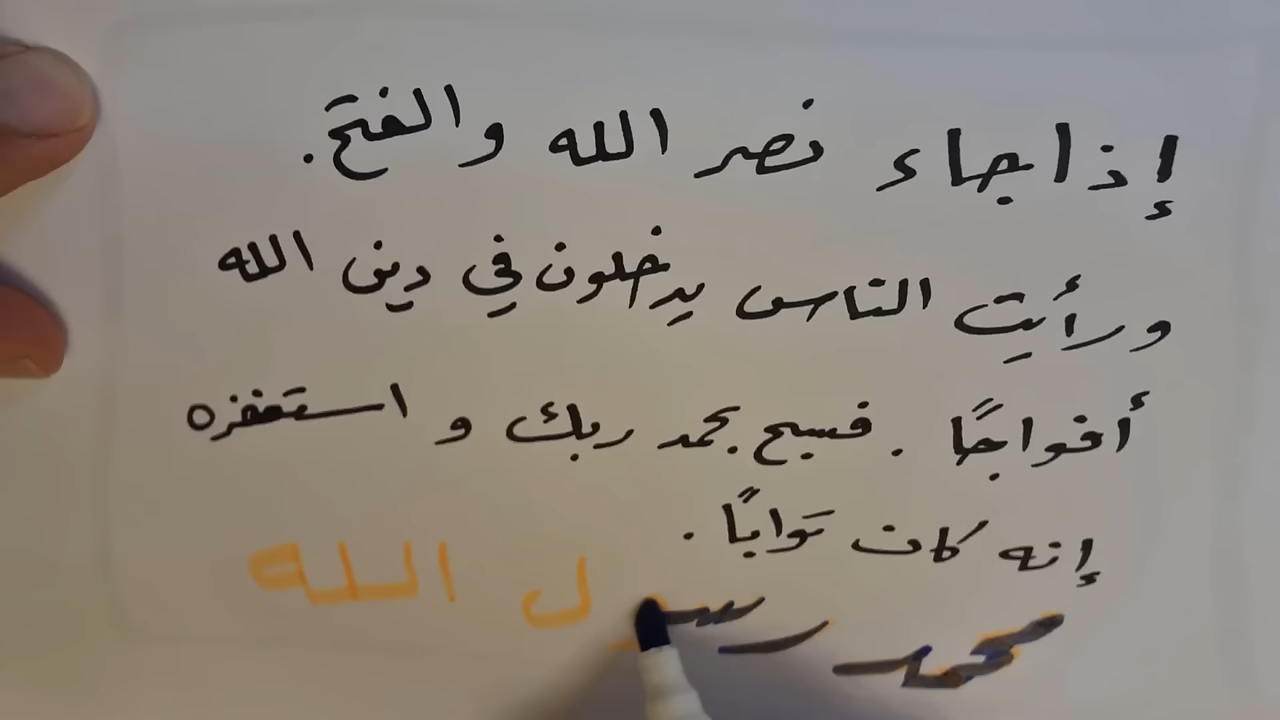 إذا جاء نصر الله والفتح.
ورأيت الناس يدخلون في دين الله
أفواجًا . فسبح بحمد ربك و استغفره
إنه كان توابًا .
محمد رسول الله